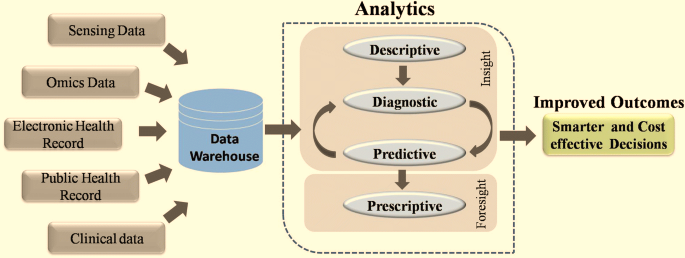 Analytics
Sensing Data
Omics Data
Electronic Health
Record
Public Health
Record
Clinical data
Data
Warehouse
Descriptive
Diagnostic
Predictive
Prescriptive
Insight
Foresight
Improved Outcomes
Smarter and Cost
effective Decisions